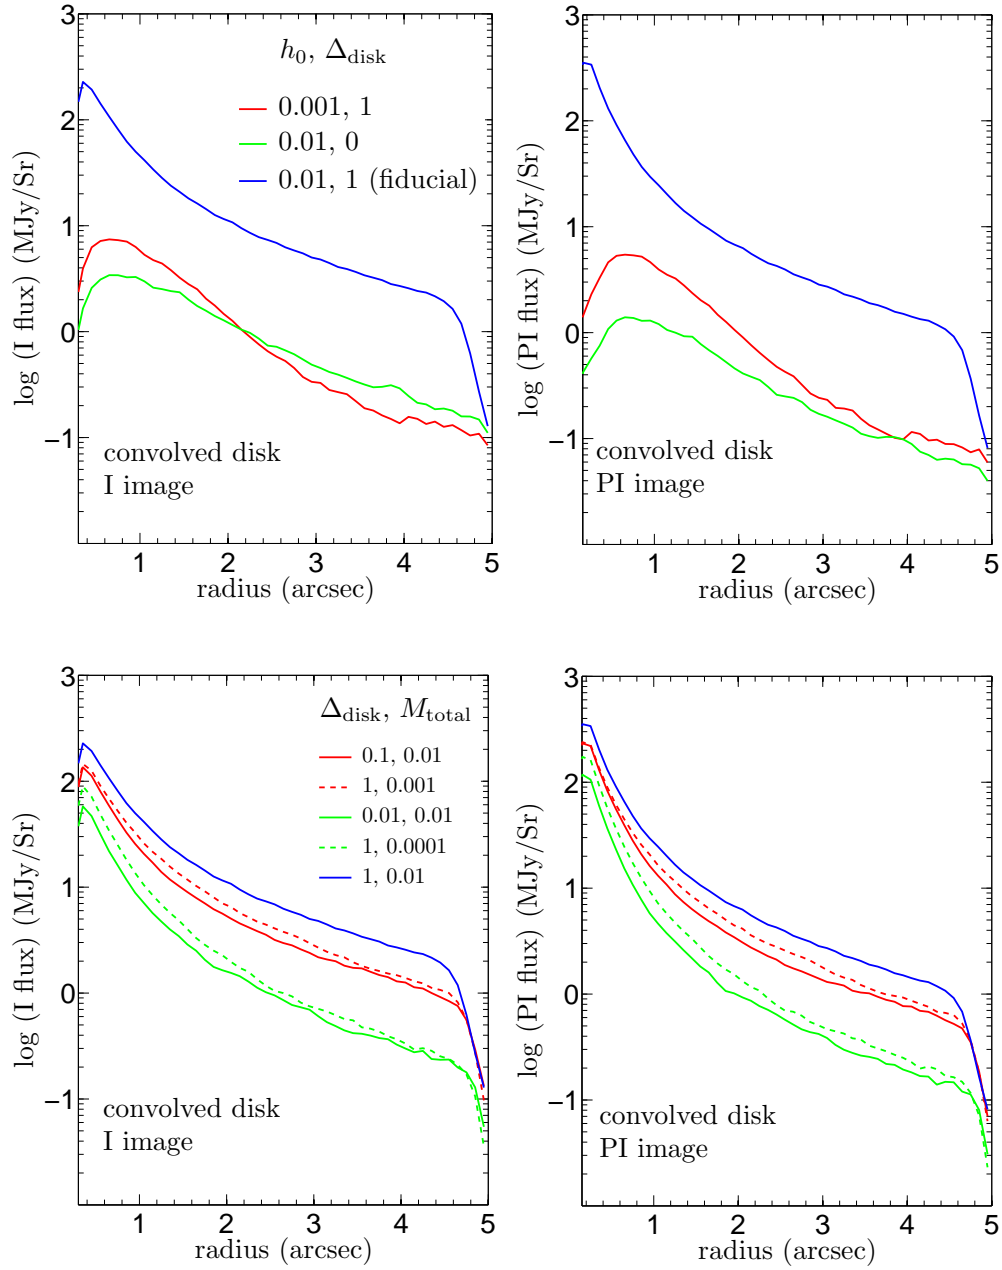 3
2
1
0
−1
log (I flux) (MJy/Sr)
h₀, Δ_disk
0.001, 1
0.01, 0
0.01, 1 (fiducial)
convolved disk
I image
1 2 3 4 5
radius (arcsec)
3
2
1
0
−1
log (PI flux) (MJy/Sr)
convolved disk
PI image
1 2 3 4 5
radius (arcsec)
3
2
1
0
−1
log (I flux) (MJy/Sr)
Δ_disk, M_total
0.1, 0.01
1, 0.001
0.01, 0.01
1, 0.0001
1, 0.01
convolved disk
I image
1 2 3 4 5
radius (arcsec)
3
2
1
0
−1
log (PI flux) (MJy/Sr)
convolved disk
PI image
1 2 3 4 5
radius (arcsec)